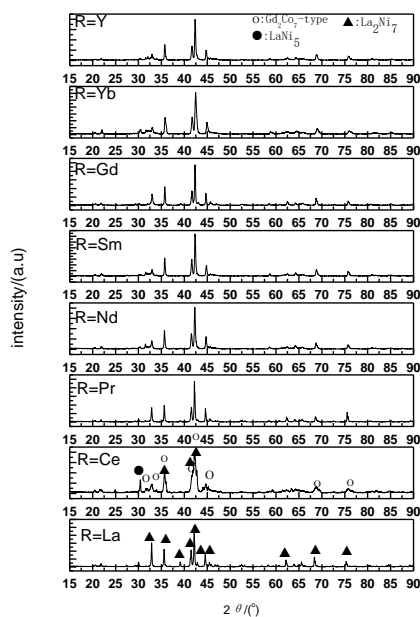 R=Y
o:Gd₂Co₇-type ▲:La₂Ni₇
●:LaNi₅
15 20 25 30 35 40 45 50 55 60 65 70 75 80 85 90
R=Yb
15 20 25 30 35 40 45 50 55 60 65 70 75 80 85 90
R=Gd
15 20 25 30 35 40 45 50 55 60 65 70 75 80 85 90
R=Sm
15 20 25 30 35 40 45 50 55 60 65 70 75 80 85 90
R=Nd
15 20 25 30 35 40 45 50 55 60 65 70 75 80 85 90
R=Pr
15 20 25 30 35 40 45 50 55 60 65 70 75 80 85 90
R=Ce
15 20 25 30 35 40 45 50 55 60 65 70 75 80 85 90
R=La
15 20 25 30 35 40 45 50 55 60 65 70 75 80 85 90
2 θ/(°)
intensity/(a.u)